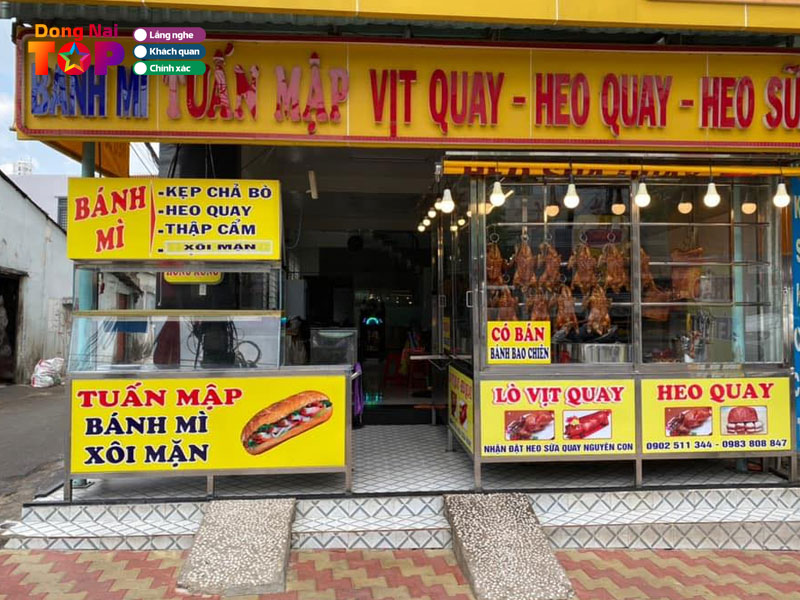 Dong Nai
TOP
Lắng nghe
Khách quan
Chính xác
BÁNH MÌ TUẤN MẬP VỊT QUAY - HEO QUAY - HEO SỮ
BÁNH MÌ
-KẸP CHẢ BÒ
-HEO QUAY
-THẬP CẨM
- XÔI MẶN
HONG KONG
CÓ BÁN
BÁNH BAO CHIÊN
TUẤN MẬP
BÁNH MÌ
XÔI MẶN
LÒ VỊT QUAY
NHẬN ĐẶT HEO SỮA QUAY NGUYÊN CON
HEO QUAY
0902 511 344 - 0983 808 847